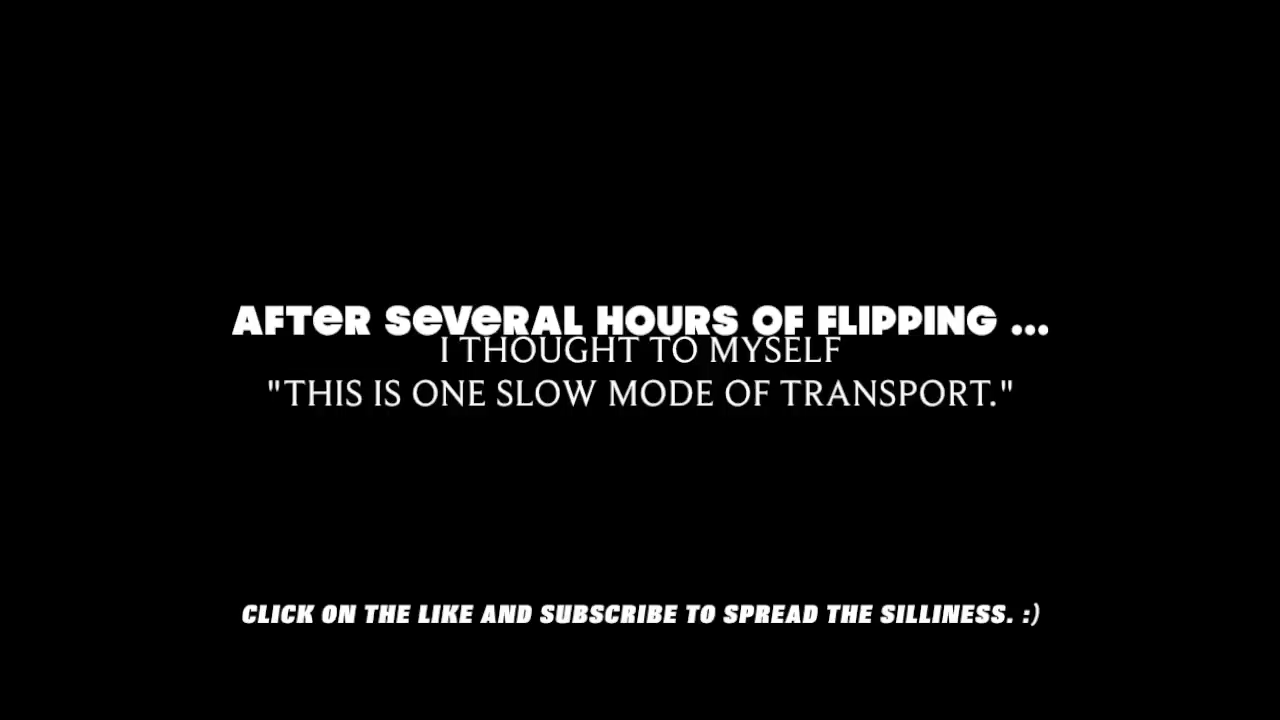 AFTER SEVERAL HOURS OF FLIPPING ...
I THOUGHT TO MYSELF
"THIS IS ONE SLOW MODE OF TRANSPORT."
CLICK ON THE LIKE AND SUBSCRIBE TO SPREAD THE SILLINESS. :)